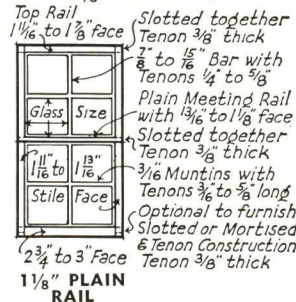 Top Rail
1 11/16" to 1 7/8" face
Slotted together
Tenon 3/8" thick
7/8" to 15/16" Bar with
Tenons 1/4" to 5/8"
Glass Size
Plain Meeting Rail
with 13/16" to 1 1/8" face
Slotted together
Tenon 3/8" thick
1 11/16" to 1 13/16"
Stile Face
3/16 Muntins with
Tenons 3/16 to 5/8" long
Optional to furnish
Slotted or Mortised
& Tenon Construction
Tenon 3/8" thick
2 3/4" to 3" Face
1 1/8" PLAIN
RAIL